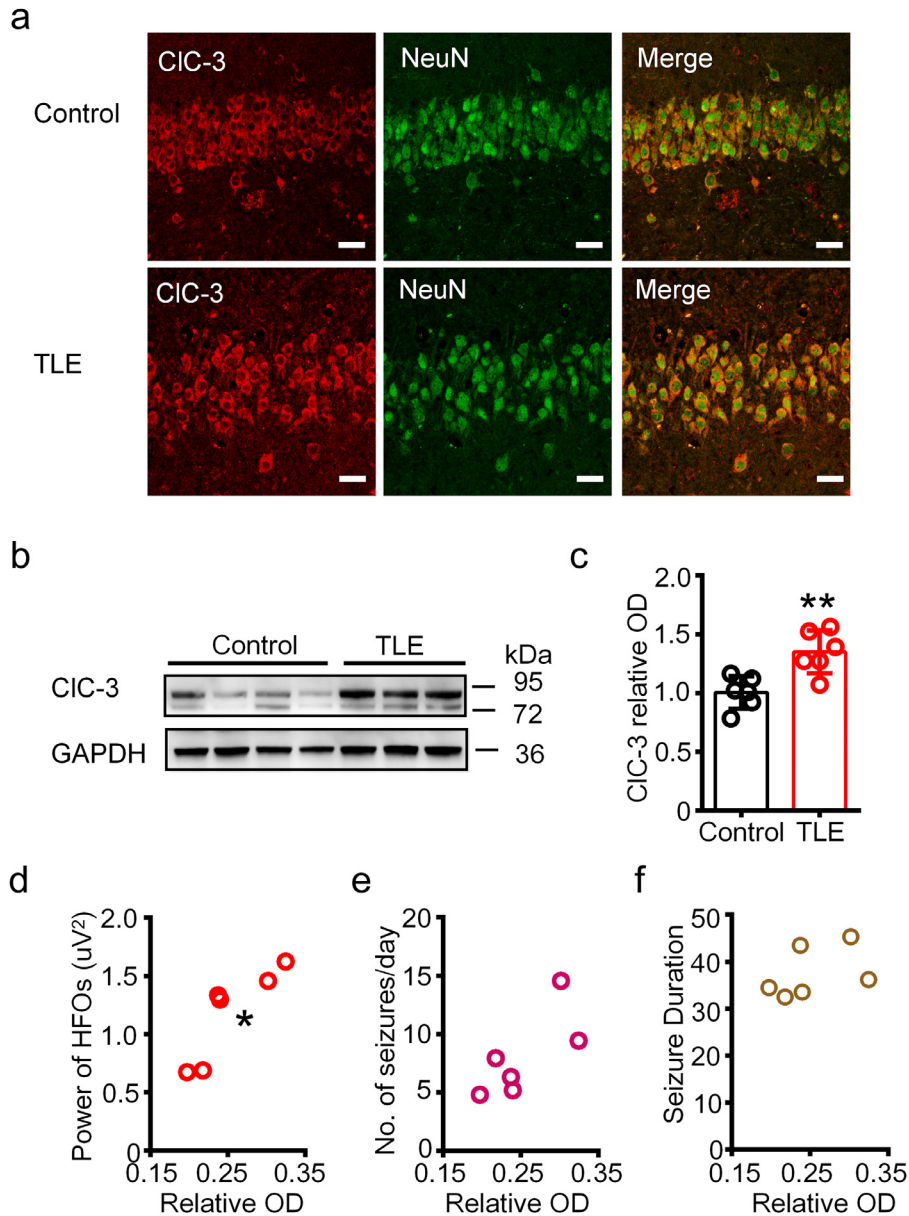 a
Control
ClC-3
NeuN
Merge
TLE
ClC-3
NeuN
Merge
b
Control TLE kDa
ClC-3
95
72
GAPDH
36
c
ClC-3 relative OD
2.0
1.5
1.0
0.5
0
**
Control TLE
d
Power of HFOs (uV²)
2.0
1.5
1.0
0.5
0
*
0.15 0.25 0.35
Relative OD
e
No. of seizures/day
20
15
10
5
0
0.15 0.25 0.35
Relative OD
f
Seizure Duration
50
40
30
20
10
0
0.15 0.25 0.35
Relative OD